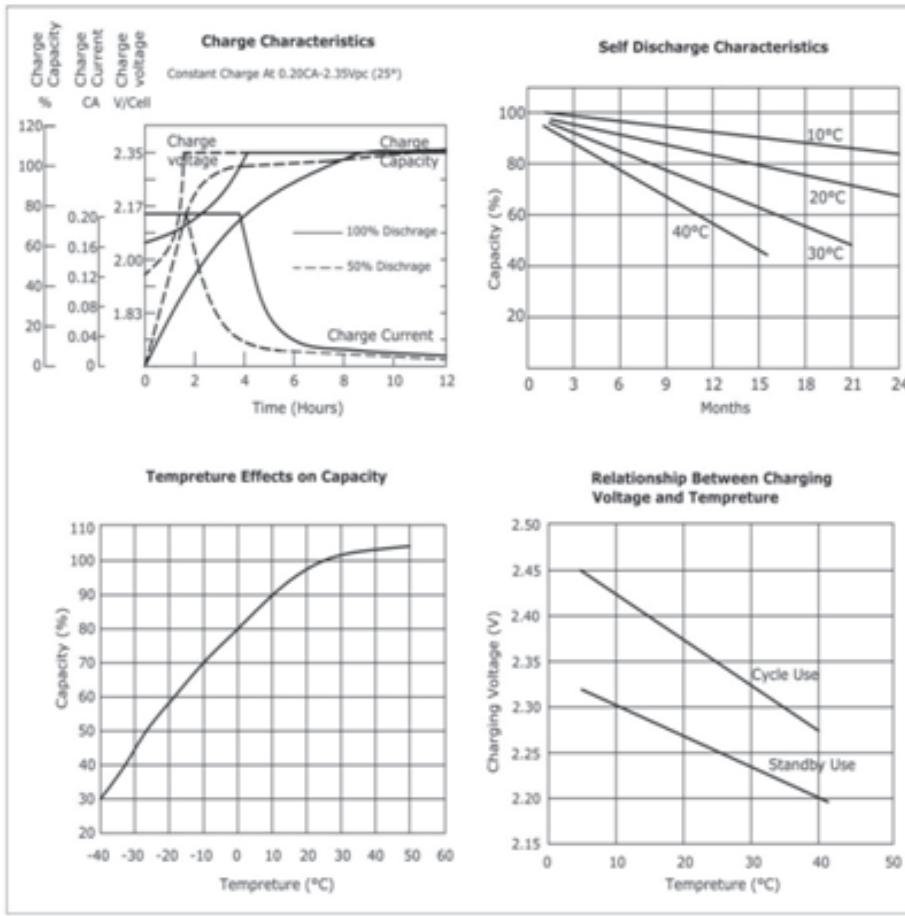 Charge Characteristics
Constant Charge At 0.20CA-2.35Vpc (25°)
Charge Capacity
Charge Current
Charge voltage
%
CA
V/Cell
120
100
80
60
40
20
0
0.20
0.16
0.12
0.08
0.04
0
2.35
2.17
2.00
1.83
Charge voltage
Charge Capacity
100% Dischrage
50% Dischrage
Charge Current
0 2 4 6 8 10 12
Time (Hours)
Self Discharge Characteristics
Capacity (%)
100
80
60
40
20
10°C
20°C
30°C
40°C
0 3 6 9 12 15 18 21 24
Months
Tempreture Effects on Capacity
Capacity (%)
110
100
90
80
70
60
50
40
30
20
-40 -30 -20 -10 0 10 20 30 40 50 60
Tempreture (°C)
Relationship Between Charging
Voltage and Tempreture
Charging Voltage (V)
2.50
2.45
2.40
2.35
2.30
2.25
2.20
2.15
Cycle Use
Standby Use
0 10 20 30 40 50
Tempreture (°C)